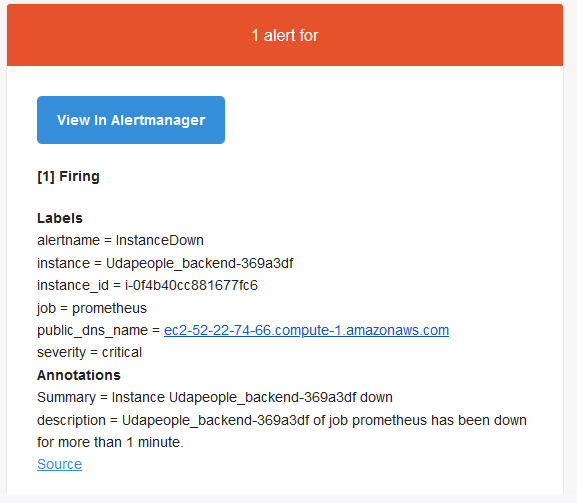 1 alert for
View In Alertmanager
[1] Firing
Labels
alertname = InstanceDown
instance = Udapeople_backend-369a3df
instance_id = i-0f4b40cc881677fc6
job = prometheus
public_dns_name = ec2-52-22-74-66.compute-1.amazonaws.com
severity = critical
Annotations
Summary = Instance Udapeople_backend-369a3df down
description = Udapeople_backend-369a3df of job prometheus has been down
for more than 1 minute.
Source